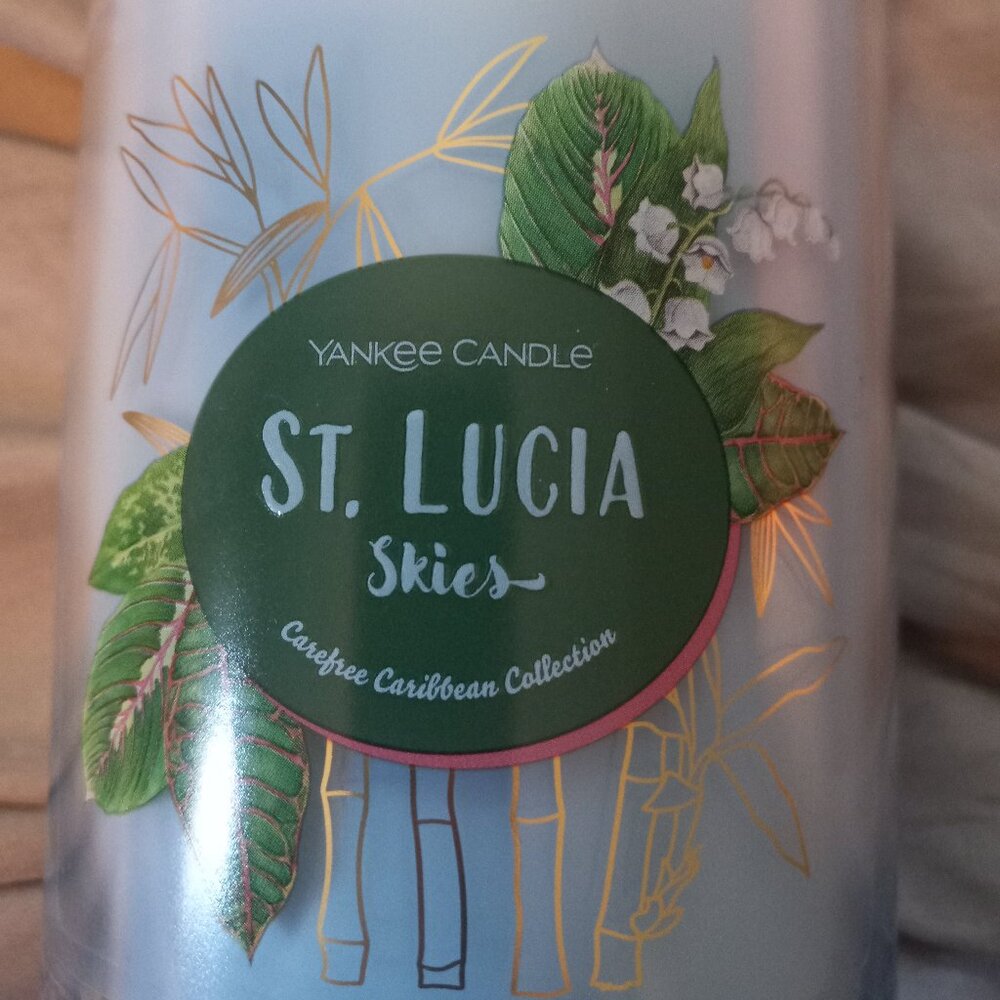 YANKEE CANDLE
ST. LUCIA
Skies
Carefree Caribbean Collection